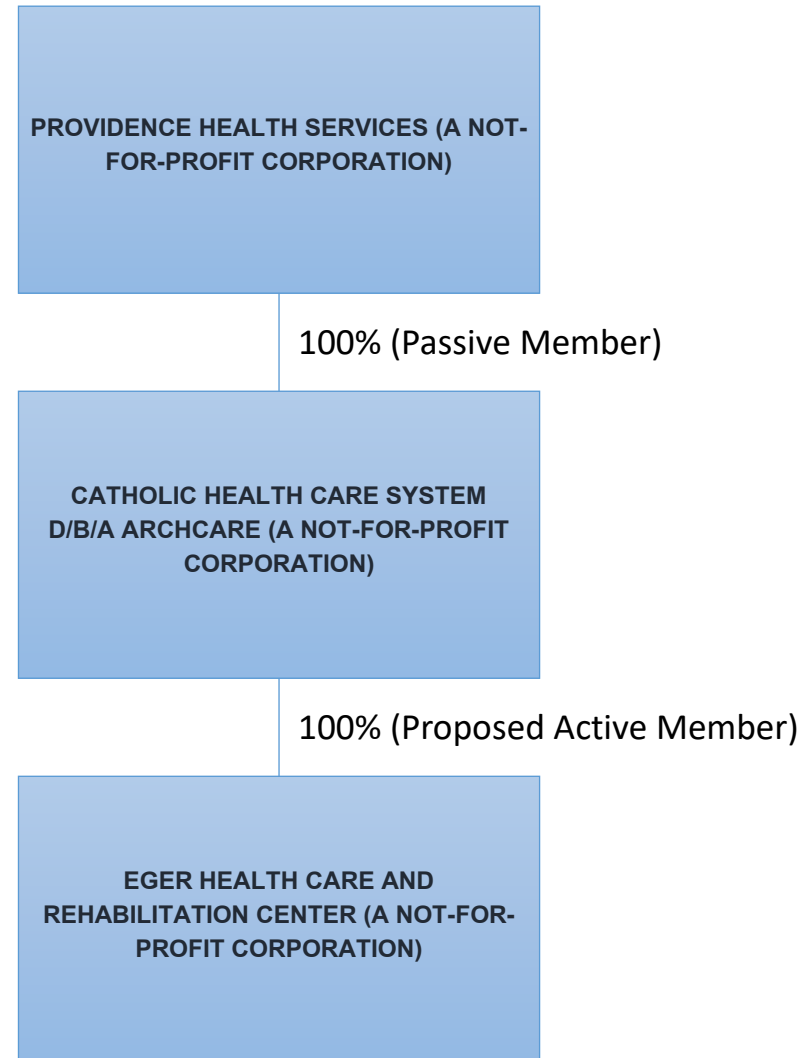 PROVIDENCE HEALTH SERVICES (A NOT-
FOR-PROFIT CORPORATION)
100% (Passive Member)
CATHOLIC HEALTH CARE SYSTEM
D/B/A ARCHCARE (A NOT-FOR-PROFIT
CORPORATION)
100% (Proposed Active Member)
EGER HEALTH CARE AND
REHABILITATION CENTER (A NOT-FOR-
PROFIT CORPORATION)